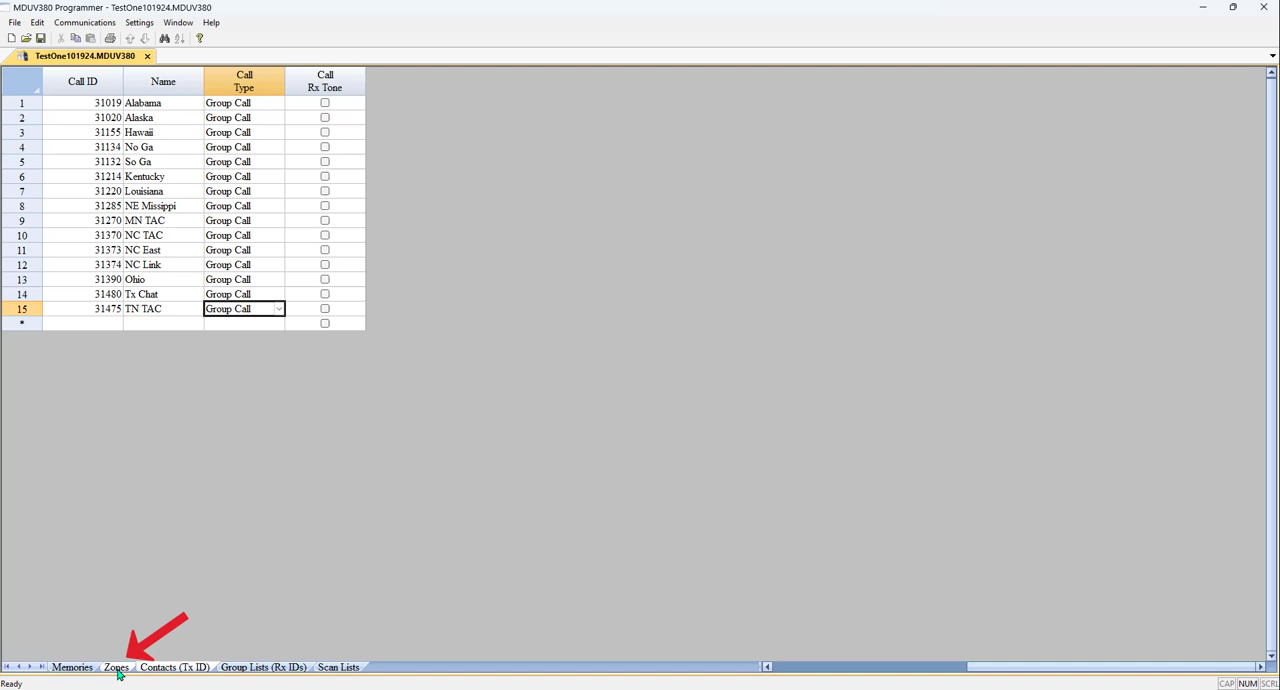 MDUV380 Programmer - TestOne101924.MDUV380
File Edit Communications Settings Window Help
TestOne101924.MDUV380
Call ID Name Call Type Call Rx Tone
1 31019 Alabama Group Call
2 31020 Alaska Group Call
3 31155 Hawaii Group Call
4 31134 No Ga Group Call
5 31132 So Ga Group Call
6 31214 Kentucky Group Call
7 31220 Louisiana Group Call
8 31285 NE Missippi Group Call
9 31270 MN TAC Group Call
10 31370 NC TAC Group Call
11 31373 NC East Group Call
12 31374 NC Link Group Call
13 31390 Ohio Group Call
14 31480 Tx Chat Group Call
15 31475 TN TAC Group Call
*
Memories Zones Contacts (Tx ID) Group Lists (Rx IDs) Scan Lists
Ready CAP NUM SCRL